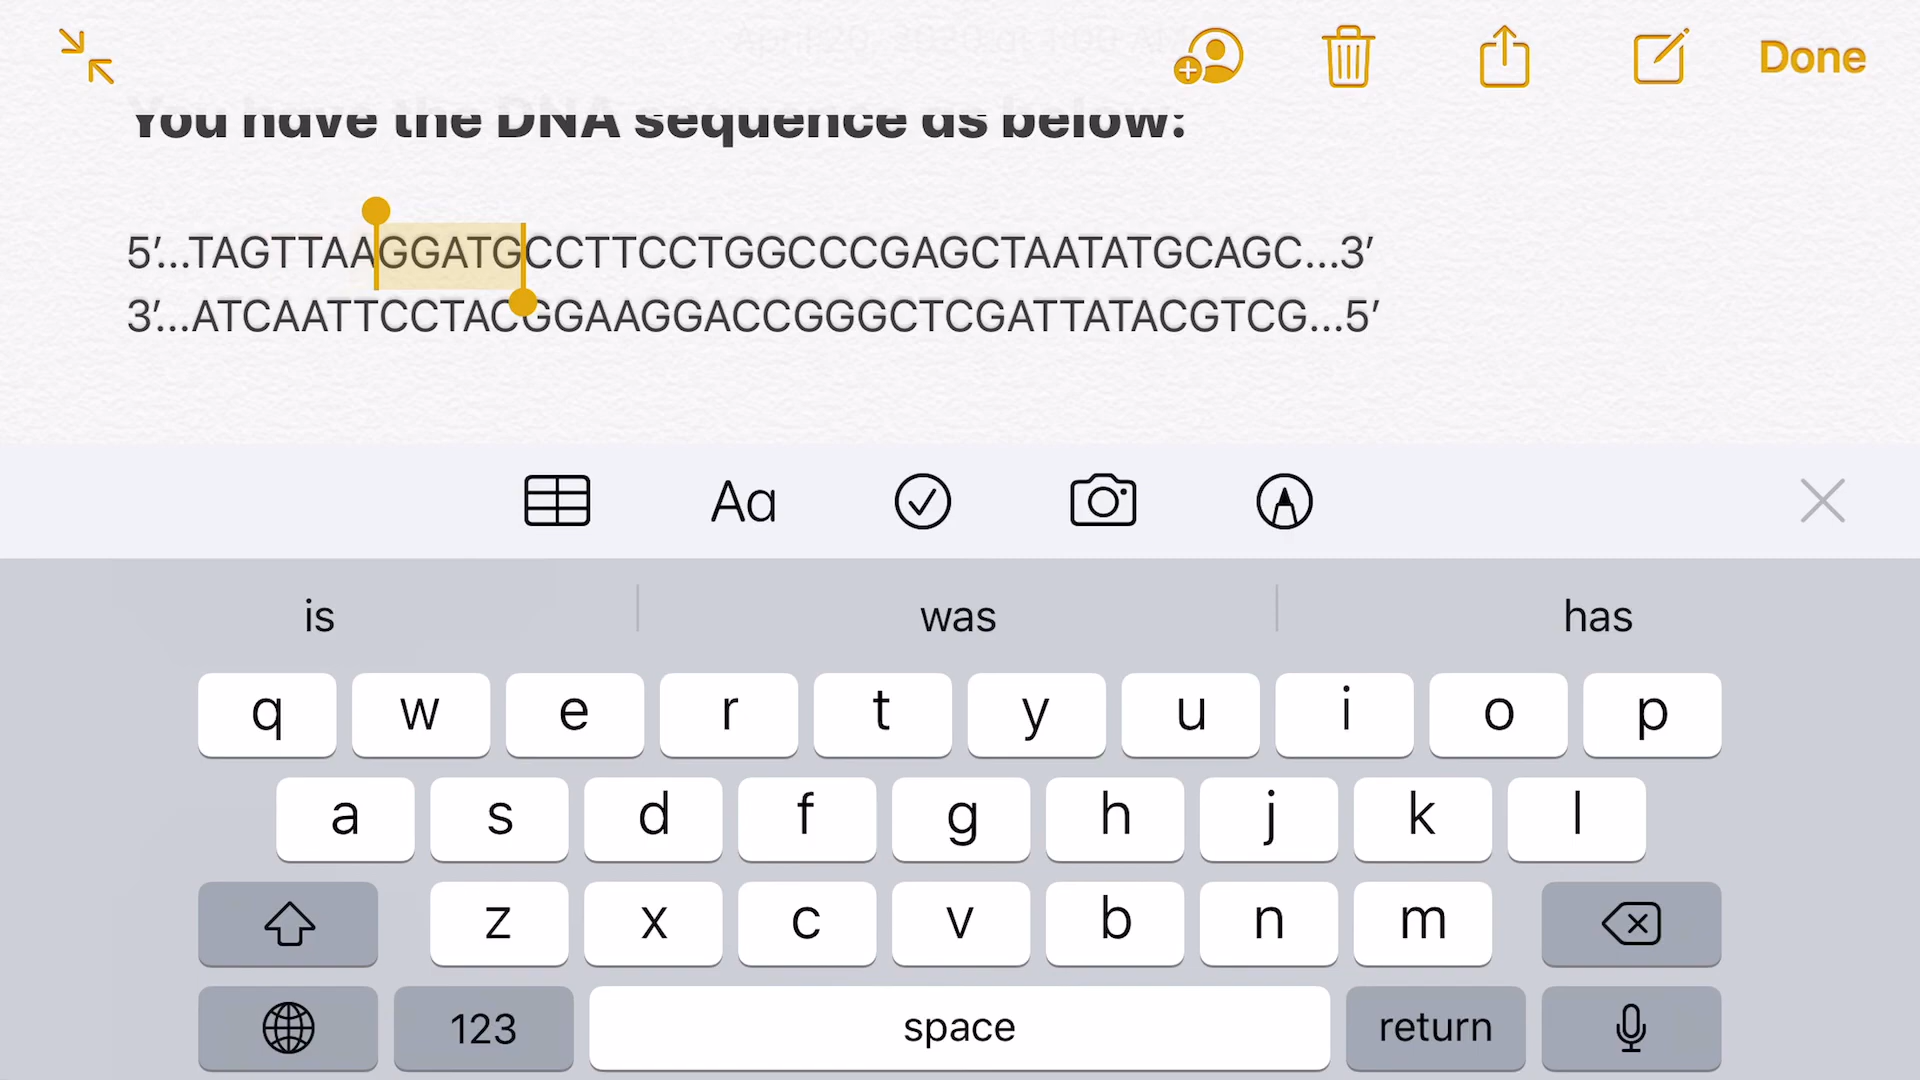 Done
You have the DNA sequence as below:
5’...TAGTTAAGGATGCCTTCCTGGCCCGAGCTAATATGCAGC...3’
3’...ATCAATTCCTACGGAAGGACCGGGCTCGATTATACGTCG...5’
Aa
is was has
q w e r t y u i o p
a s d f g h j k l
z x c v b n m
123 space return